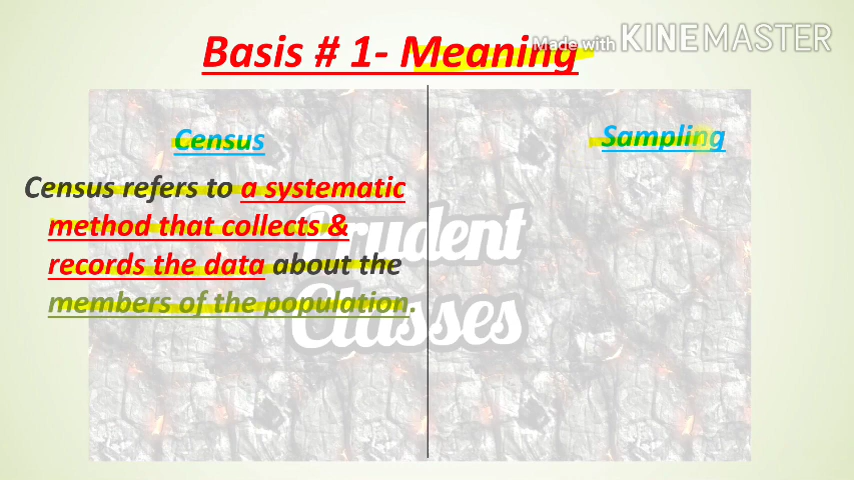 Basis # 1- Meaning
Made with KINEMASTER
Census
Sampling
Census refers to a systematic
method that collects &
records the data about the
members of the population.
Prudent
Classes